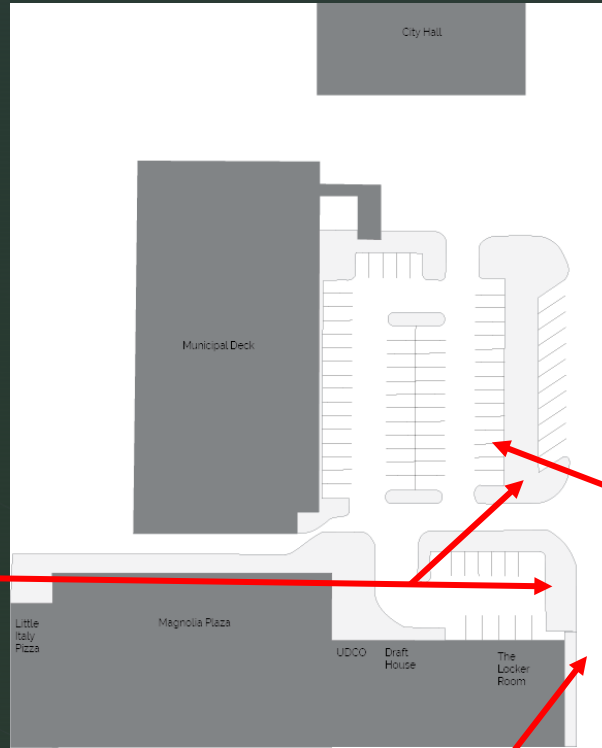 City Hall
Municipal Deck
Little
Italy
Pizza
Magnolia Plaza
UDCO
Draft
House
The
Locker
Room